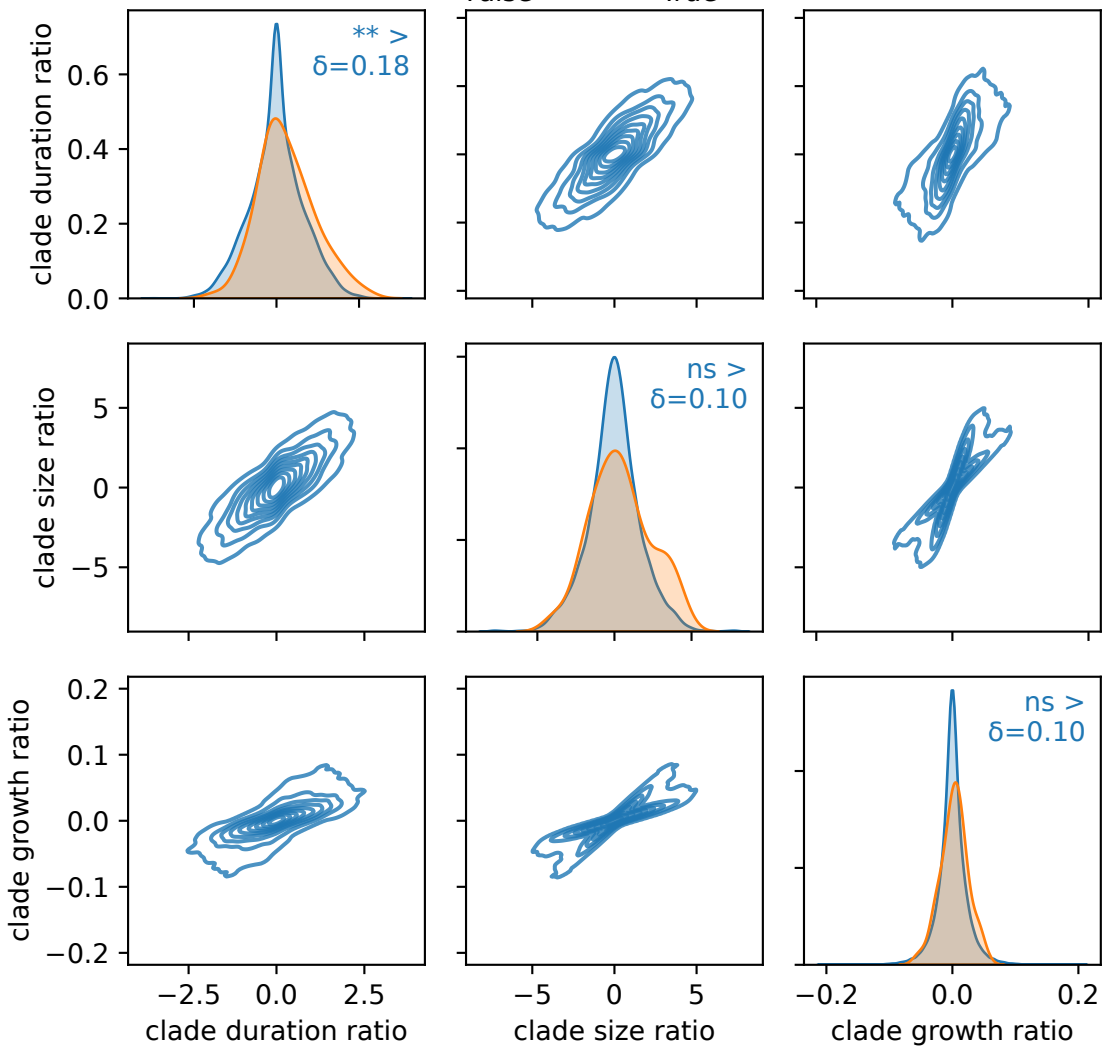 clade duration ratio
0.6
0.4
0.2
0.0
** >
δ=0.18
clade size ratio
5
0
−5
ns >
δ=0.10
clade growth ratio
0.2
0.1
0.0
−0.1
−0.2
ns >
δ=0.10
−2.5 0.0 2.5
−5 0 5
−0.2 0.0 0.2
clade duration ratio
clade size ratio
clade growth ratio